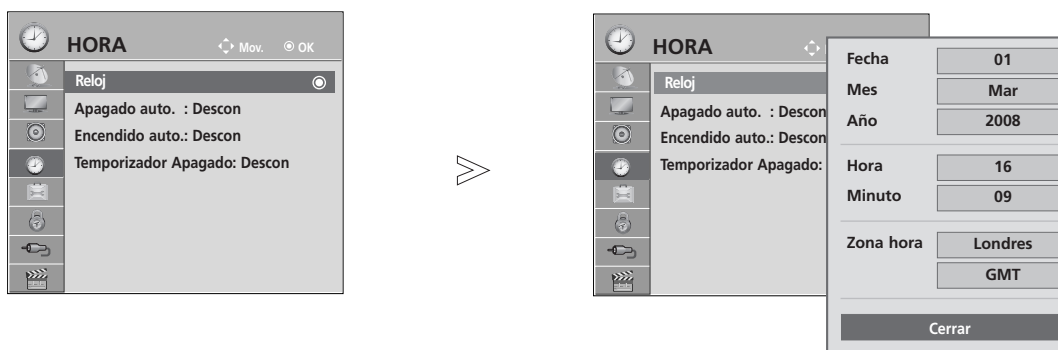 HORA Mov. OK
Reloj
Apagado auto. : Descon
Encendido auto.: Descon
Temporizador Apagado: Descon
HORA
Reloj
Apagado auto. : Descon
Encendido auto.: Descon
Temporizador Apagado:
Fecha 01
Mes Mar
Año 2008
Hora 16
Minuto 09
Zona hora Londres
GMT
Cerrar